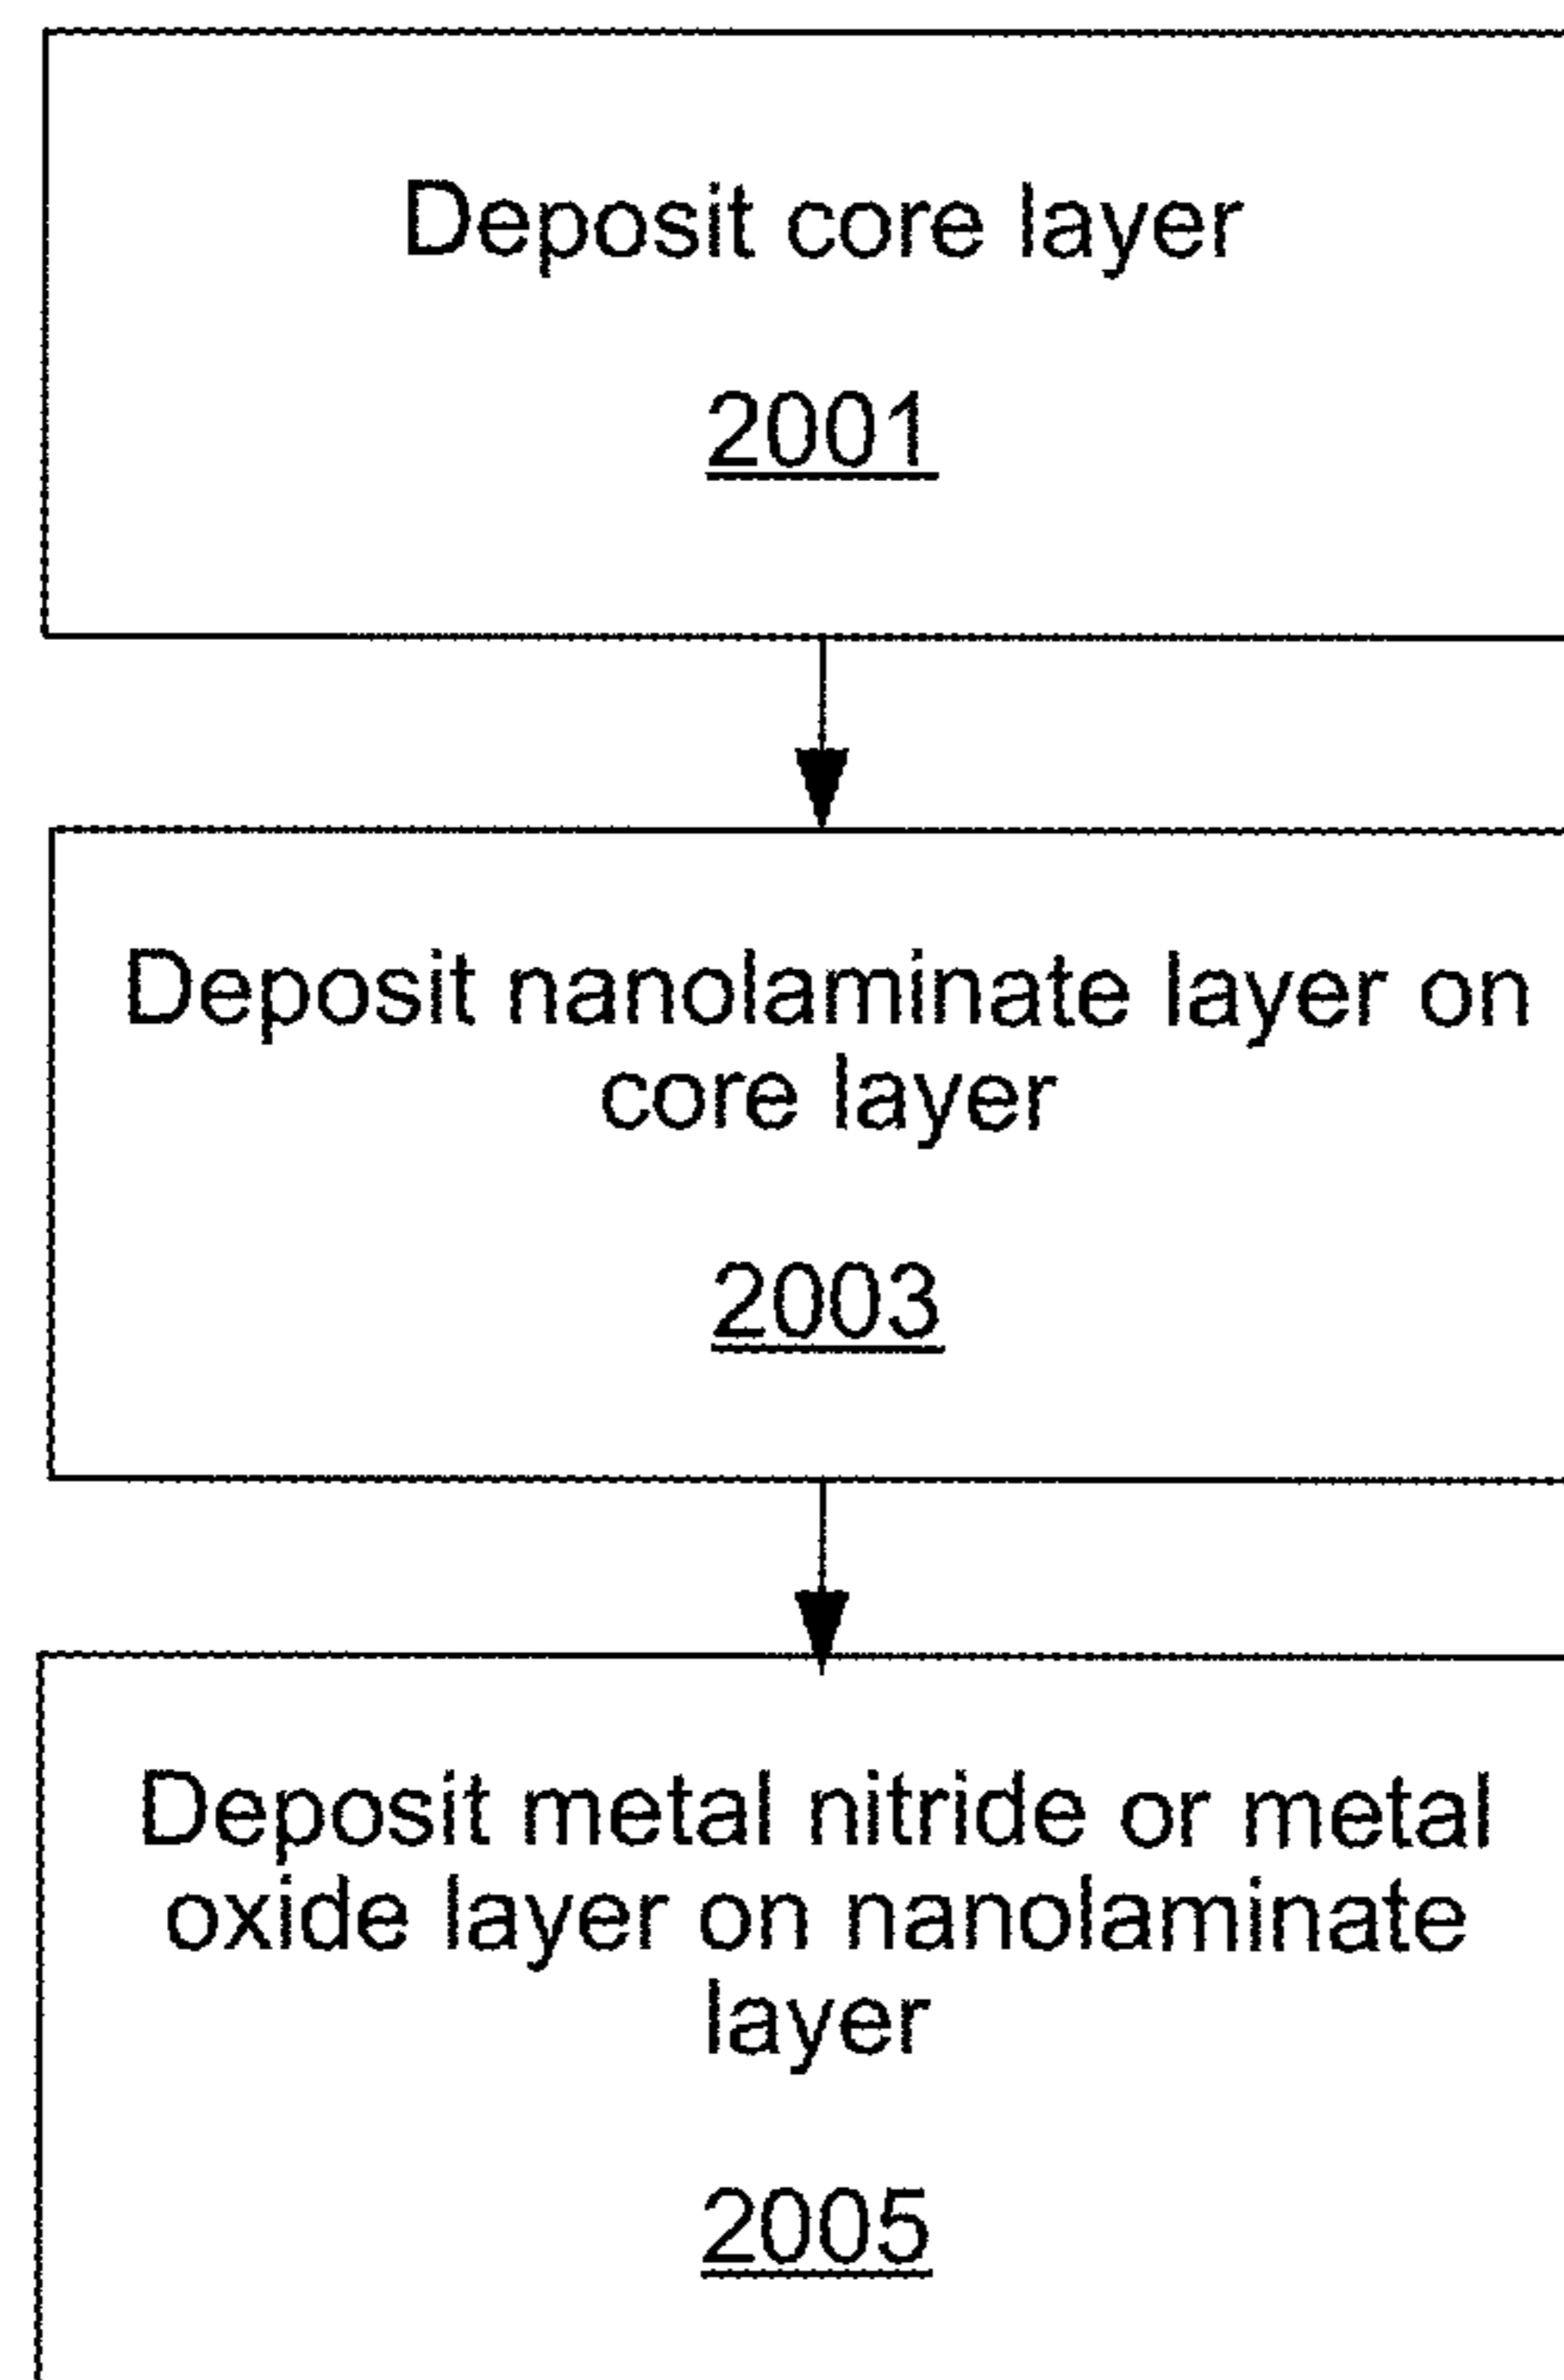 Deposit core layer
2001
Deposit nanolaminate layer on
core layer
2003
Deposit metal nitride or metal
oxide layer on nanolaminate
layer
2005